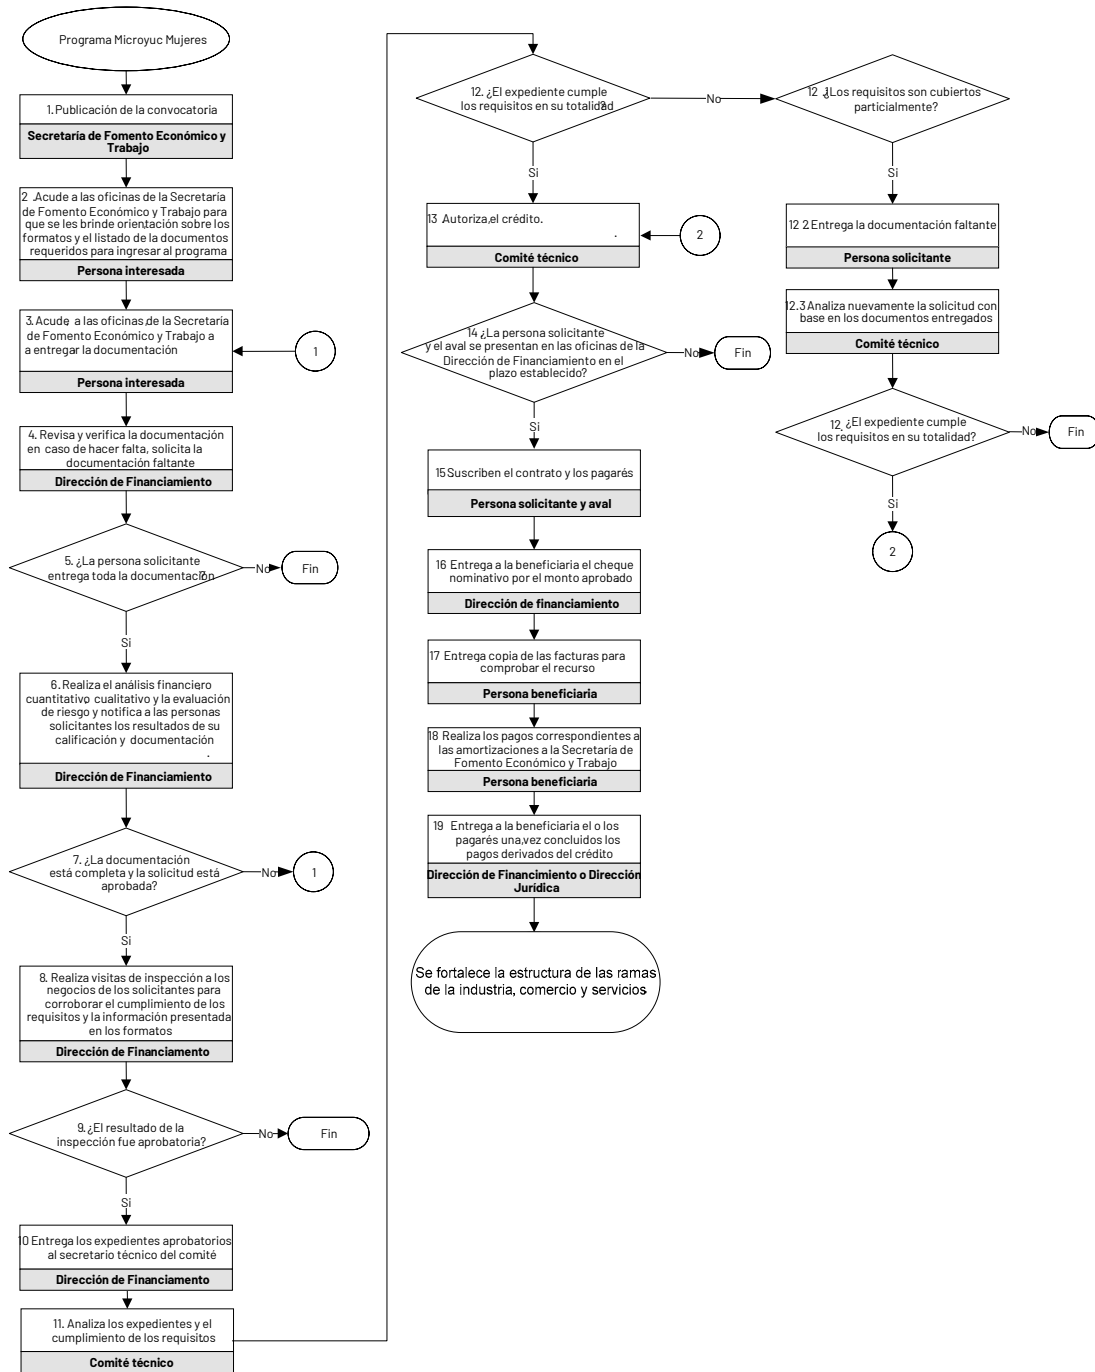 Programa Microyuc Mujeres
1. Publicación de la convocatoria
Secretaría de Fomento Económico y
Trabajo
2 .Acude a las oficinas de la Secretaría
de Fomento Económico y Trabajo para
que se les brinde orientación sobre los
formatos y el listado de la documentos
requeridos para ingresar al programa
Persona interesada
3. Acude, a las oficinas, de la Secretaría
de Fomento Económico y Trabajo a
a entregar la documentación
Persona interesada
1
4. Revisa y verifica la documentación
en caso de hacer falta, solicita la
documentación faltante
Dirección de Financiamiento
5. ¿La persona solicitante
entrega toda la documentación?
No
Fin
Si
6. Realiza el análisis financiero
cuantitativo, cualitativo y la evaluación
de riesgo y notifica a las personas
solicitantes los resultados de su
calificación y documentación
.
Dirección de Financiamiento
7. ¿La documentación
está completa y la solicitud está
aprobada?
No
1
Si
8. Realiza visitas de inspección a los
negocios de los solicitantes para
corroborar el cumplimiento de los
requisitos y la información presentada
en los formatos
Dirección de Financiamento
9. ¿El resultado de la
inspección fue aprobatoria?
No
Fin
Si
10 Entrega los expedientes aprobatorios
al secretario técnico del comité
Dirección de Financiamento
11. Analiza los expedientes y el
cumplimiento de los requisitos.
Comité técnico
12. ¿El expediente cumple
los requisitos en su totalidad?
No
Si
13 Autoriza, el crédito.
.
Comité técnico
2
14 ¿La persona solicitante
y el aval se presentan en las oficinas de la
Dirección de Financiamiento en el
plazo establecido?
No
Fin
Si
15 Suscriben el contrato y los pagarés
Persona solicitante y aval
16 Entrega a la beneficiaria el cheque
nominativo por el monto aprobado
Dirección de financiamiento
17 Entrega copia de las facturas para
comprobar el recurso
Persona beneficiaria
18 Realiza los pagos correspondientes a
las amortizaciones a la Secretaría de
Fomento Económico y Trabajo
Persona beneficiaria
19 Entrega a la beneficiaria el o los
pagarés una, vez concluidos los
pagos derivados del crédito
Dirección de Financimiento o Dirección
Jurídica
Se fortalece la estructura de las ramas
de la industria, comercio y servicios.
12 .1 ¿Los requisitos son cubiertos
particialmente?
Si
12 2 Entrega la documentación faltante
Persona solicitante
12.3 Analiza nuevamente la solicitud con
base en los documentos entregados
Comité técnico
12. ¿El expediente cumple
los requisitos en su totalidad?
No
Fin
Si
2